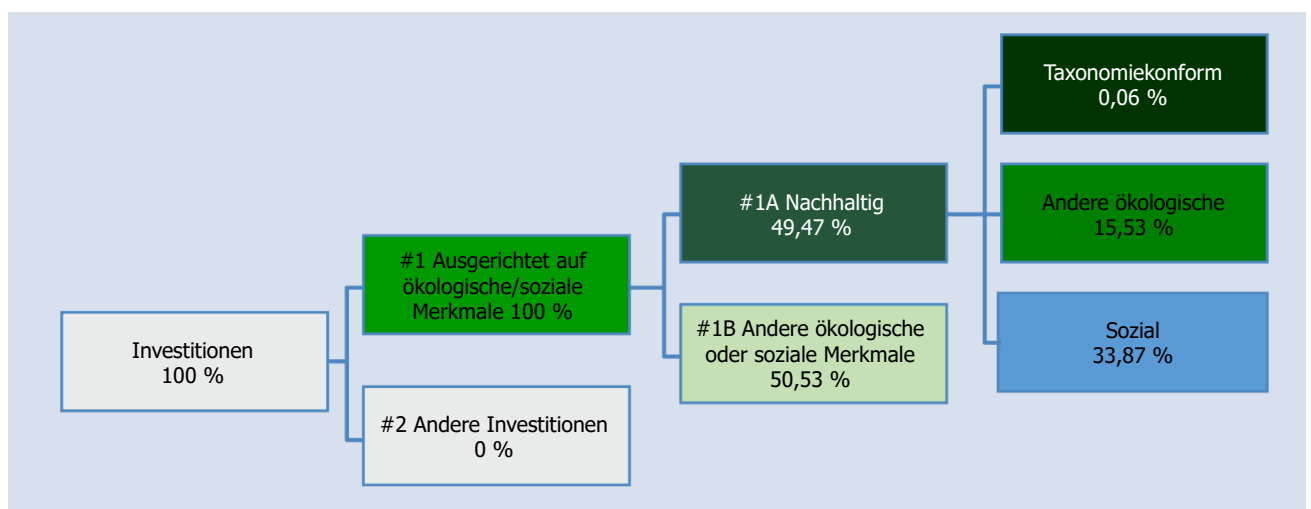 Investitionen
100 %
#1 Ausgerichtet auf
ökologische/soziale
Merkmale 100 %
#2 Andere Investitionen
0 %
#1A Nachhaltig
49,47 %
#1B Andere ökologische
oder soziale Merkmale
50,53 %
Taxonomiekonform
0,06 %
Andere ökologische
15,53 %
Sozial
33,87 %